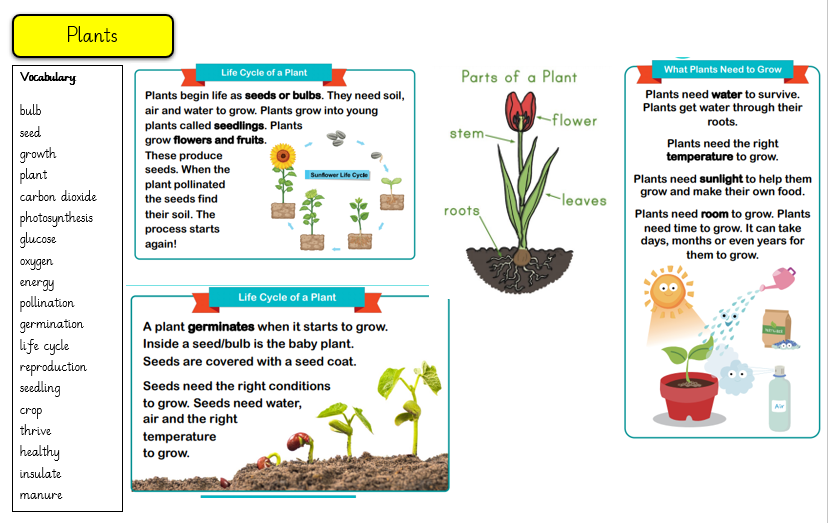 Plants
Vocabulary
bulb
seed
growth
plant
carbon dioxide
photosynthesis
glucose
oxygen
energy
pollination
germination
life cycle
reproduction
seedling
crop
thrive
healthy
insulate
manure
Life Cycle of a Plant
Plants begin life as seeds or bulbs. They need soil,
air and water to grow. Plants grow into young
plants called seedlings. Plants
grow flowers and fruits.
These produce
seeds. When the
plant pollinated
the seeds find
their soil. The
process starts
again!
Sunflower Life Cycle
Life Cycle of a Plant
A plant germinates when it starts to grow.
Inside a seed/bulb is the baby plant.
Seeds are covered with a seed coat.
Seeds need the right conditions
to grow. Seeds need water,
air and the right
temperature
to grow.
Parts of a Plant
flower
stem
leaves
roots
What Plants Need to Grow
Plants need water to survive.
Plants get water through their
roots.
Plants need the right
temperature to grow.
Plants need sunlight to help them
grow and make their own food.
Plants need room to grow. Plants
need time to grow. It can take
days, months or even years for
them to grow.
Air